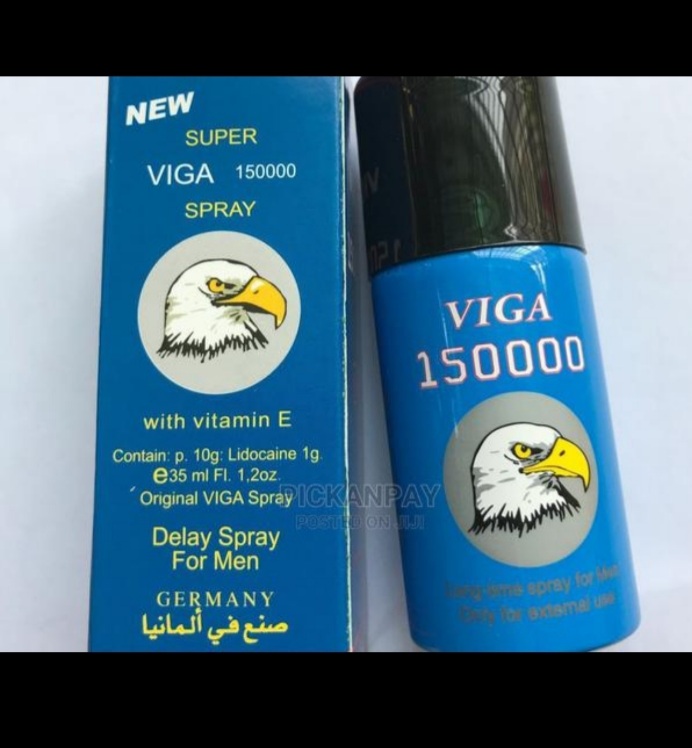 NEW
SUPER
VIGA 150000
SPRAY
with vitamin E
Contain: p. 10g: Lidocaine 1g.
e35 ml Fl. 1,2oz.
Original VIGA Spray
Delay Spray
For Men
GERMANY
صنع في ألمانيا
VIGA
150000
spray for Men
Only for external use
PICKANPAY
POSTED ON JIJI